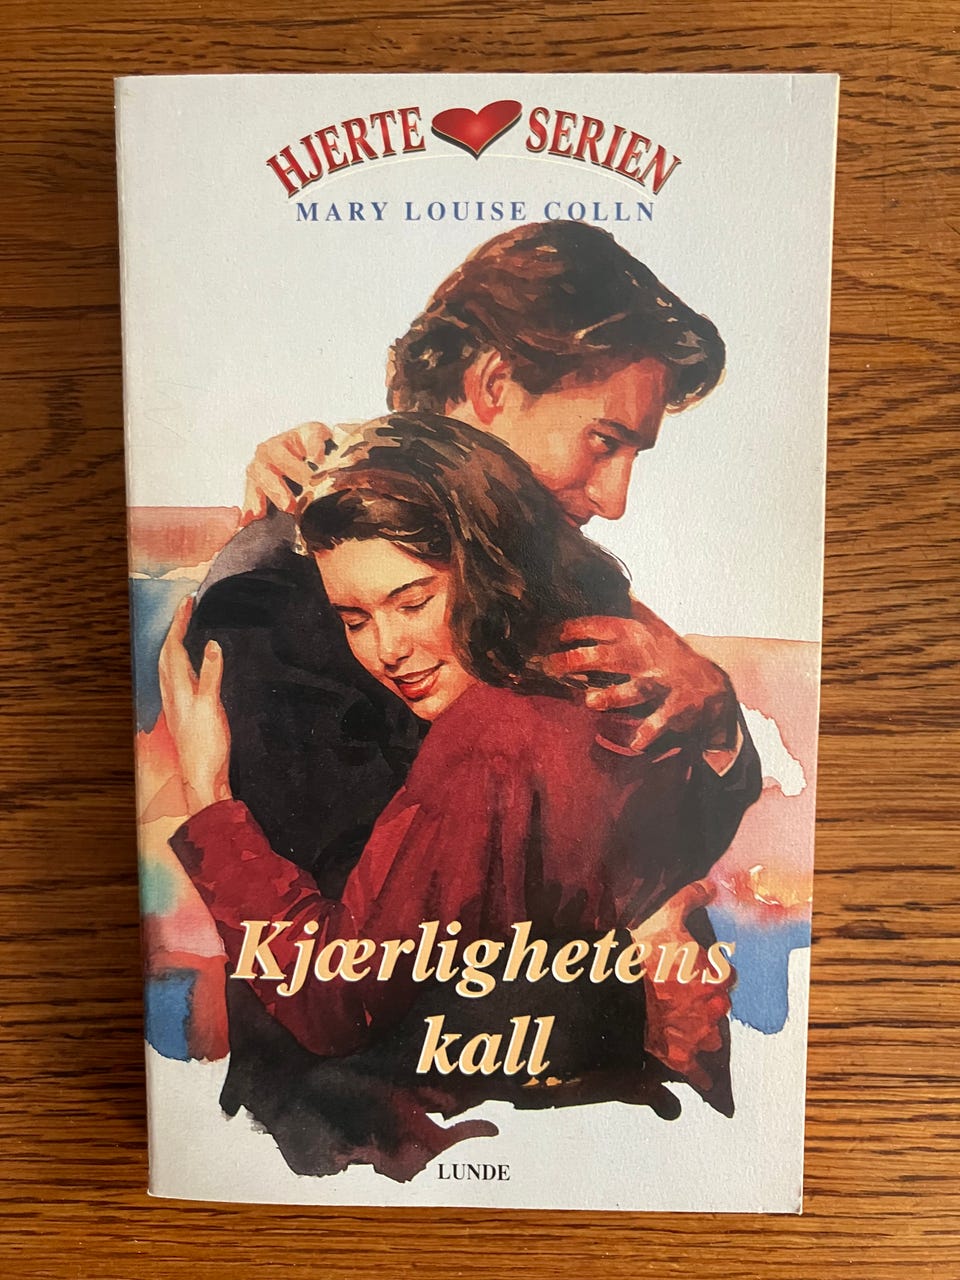 HJERTE SERIEN
MARY LOUISE COLLN
Kjærlighetens
kall
LUNDE